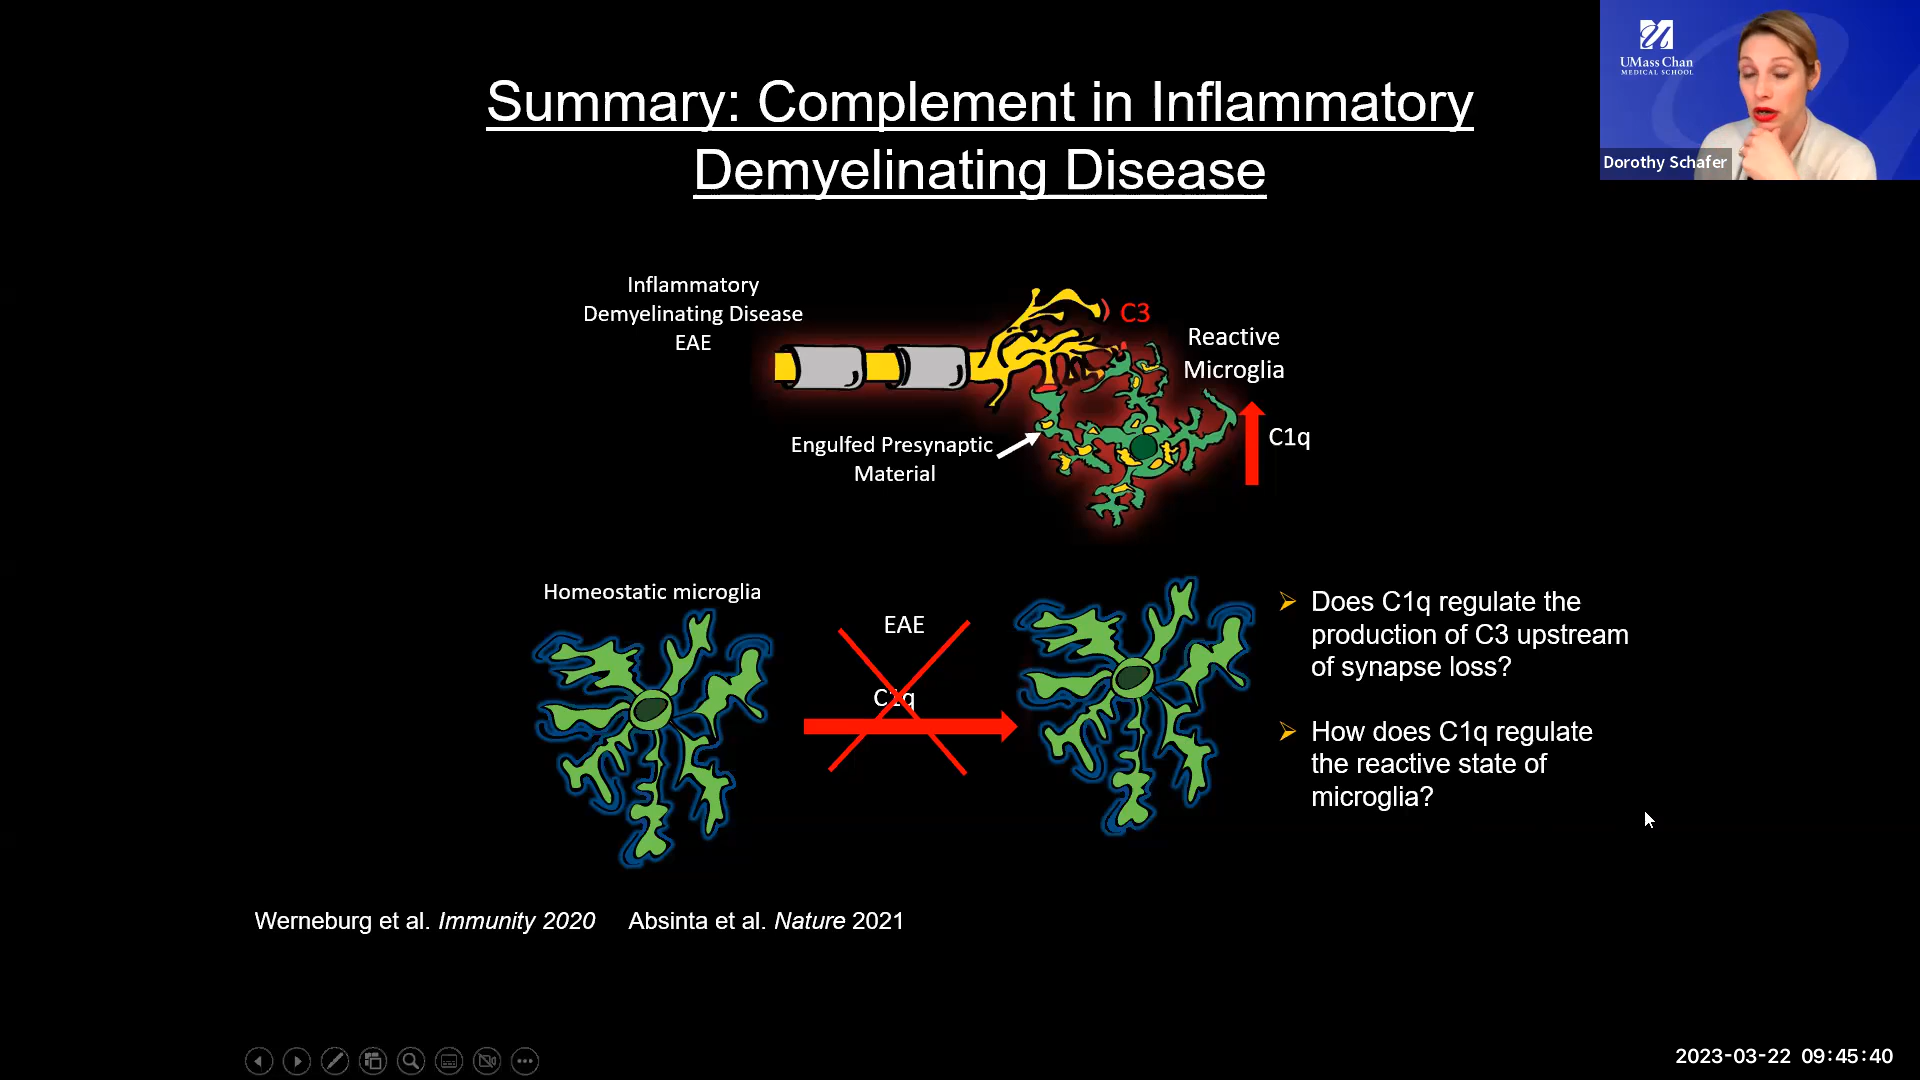 UMass Chan
MEDICAL SCHOOL
Dorothy Schafer
Summary: Complement in Inflammatory
Demyelinating Disease
Inflammatory
Demyelinating Disease
EAE
C3
Reactive
Microglia
C1q
Engulfed Presynaptic
Material
Homeostatic microglia
EAE
C1q
➢ Does C1q regulate the
production of C3 upstream
of synapse loss?
➢ How does C1q regulate
the reactive state of
microglia?
Werneburg et al. Immunity 2020 Absinta et al. Nature 2021
2023-03-22 09:45:40